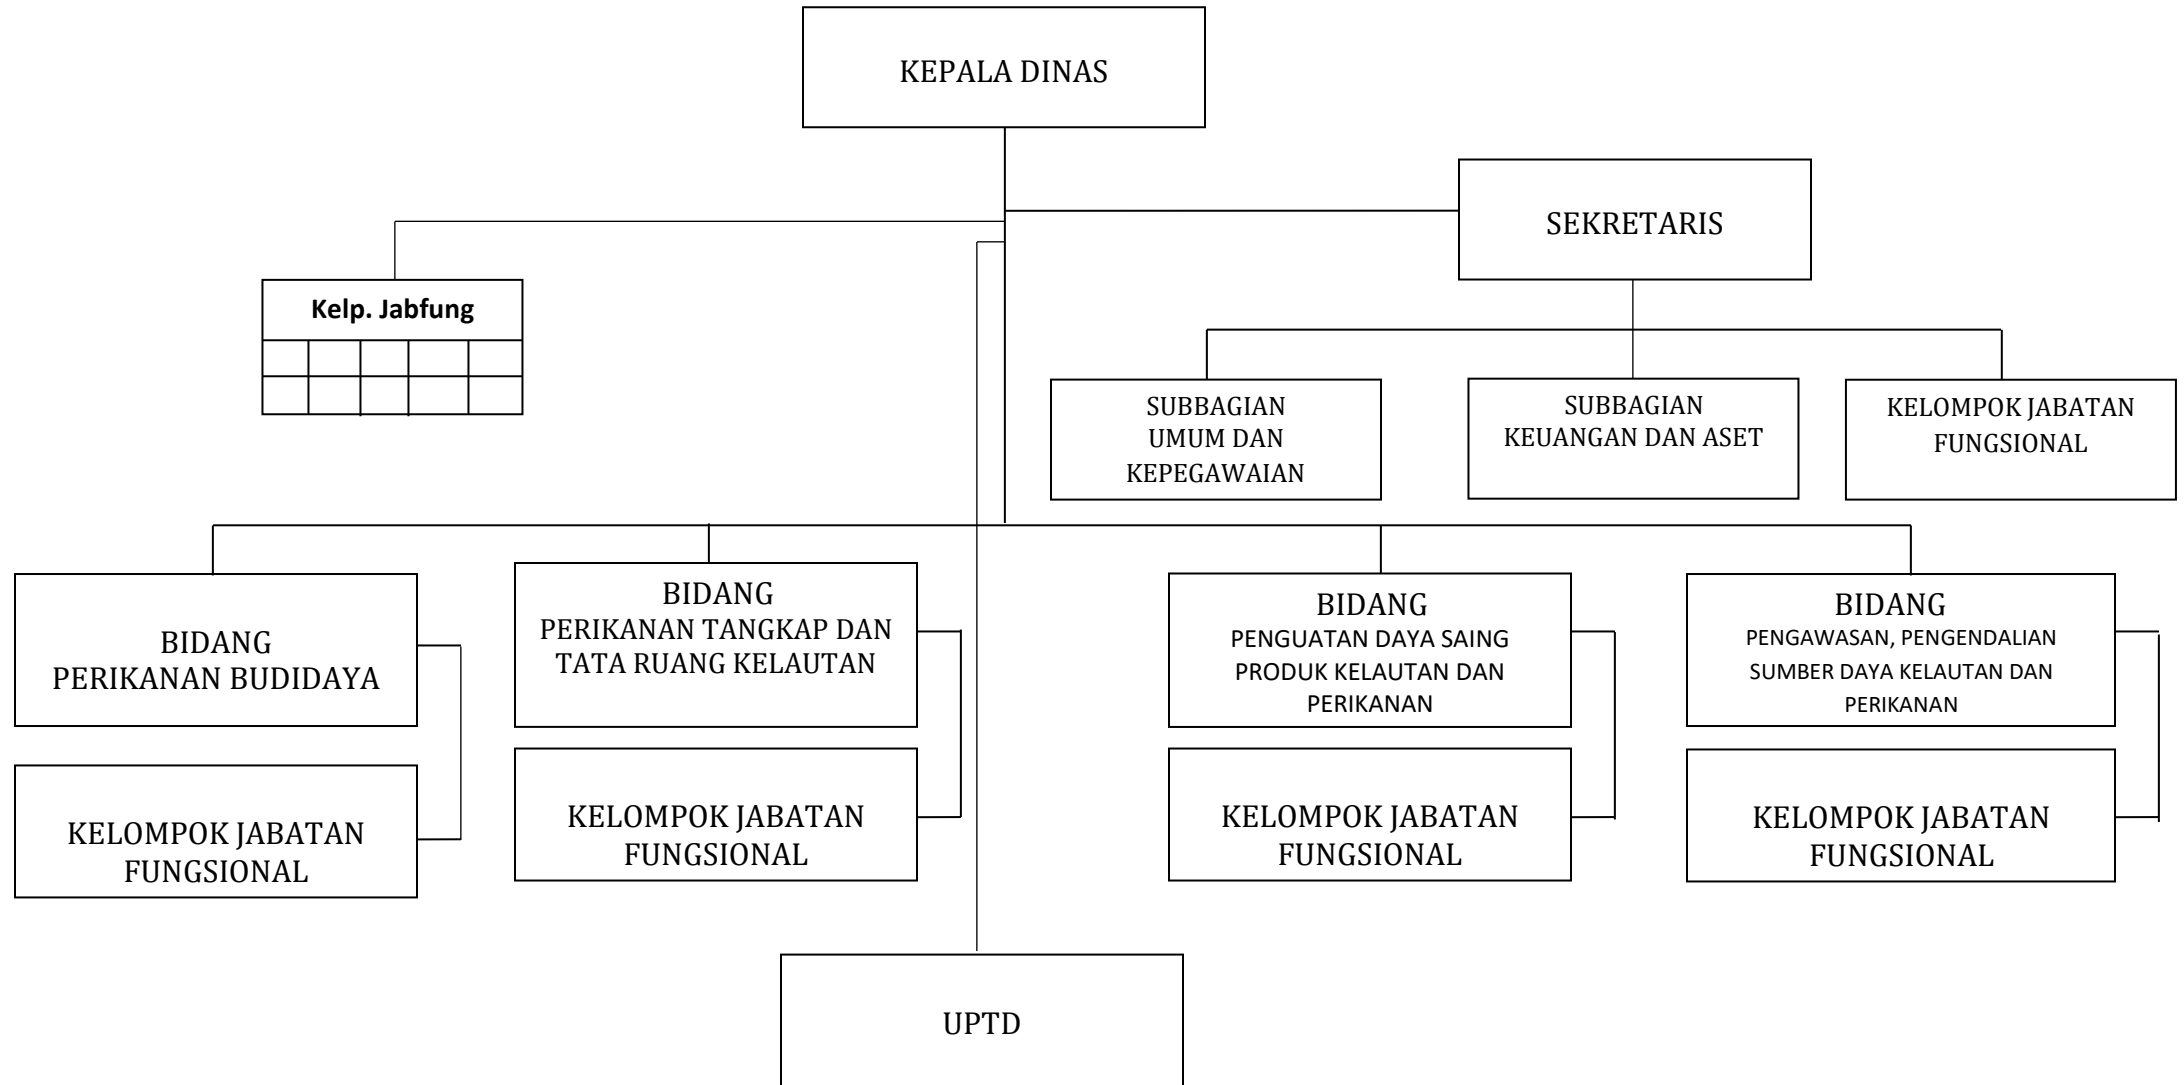 KEPALA DINAS
SEKRETARIS
Kelp. Jabfung
SUBBAGIAN
UMUM DAN
KEPEGAWAIAN
SUBBAGIAN
KEUANGAN DAN ASET
KELOMPOK JABATAN
FUNGSIONAL
BIDANG
PERIKANAN BUDIDAYA
BIDANG
PERIKANAN TANGKAP DAN
TATA RUANG KELAUTAN
BIDANG
PENGUATAN DAYA SAING
PRODUK KELAUTAN DAN
PERIKANAN
BIDANG
PENGAWASAN, PENGENDALIAN
SUMBER DAYA KELAUTAN DAN
PERIKANAN
KELOMPOK JABATAN
FUNGSIONAL
KELOMPOK JABATAN
FUNGSIONAL
KELOMPOK JABATAN
FUNGSIONAL
KELOMPOK JABATAN
FUNGSIONAL
UPTD